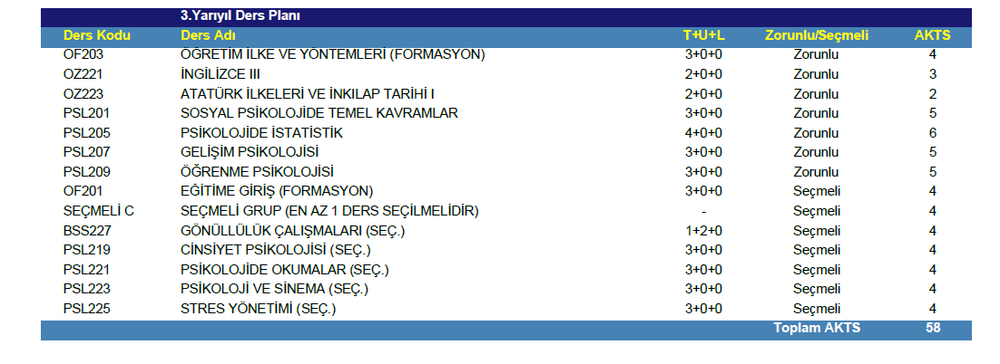 3.Yarıyıl Ders Planı
Ders Kodu Ders Adı T+U+L Zorunlu/Seçmeli AKTS
OF203 ÖĞRETİM İLKE VE YÖNTEMLERİ (FORMASYON) 3+0+0 Zorunlu 4
OZ221 İNGİLİZCE III 2+0+0 Zorunlu 3
OZ223 ATATÜRK İLKELERİ VE İNKILAP TARİHİ I 2+0+0 Zorunlu 2
PSL201 SOSYAL PSİKOLOJİDE TEMEL KAVRAMLAR 3+0+0 Zorunlu 5
PSL205 PSİKOLOJİDE İSTATİSTİK 4+0+0 Zorunlu 6
PSL207 GELİŞİM PSİKOLOJİSİ 3+0+0 Zorunlu 5
PSL209 ÖĞRENME PSİKOLOJİSİ 3+0+0 Zorunlu 5
OF201 EĞİTİME GİRİŞ (FORMASYON) 3+0+0 Seçmeli 4
SEÇMELİ C SEÇMELİ GRUP (EN AZ 1 DERS SEÇİLMELİDİR) - Seçmeli 4
BSS227 GÖNÜLLÜLÜK ÇALIŞMALARI (SEÇ.) 1+2+0 Seçmeli 4
PSL219 CİNSİYET PSİKOLOJİSİ (SEÇ.) 3+0+0 Seçmeli 4
PSL221 PSİKOLOJİDE OKUMALAR (SEÇ.) 3+0+0 Seçmeli 4
PSL223 PSİKOLOJİ VE SİNEMA (SEÇ.) 3+0+0 Seçmeli 4
PSL225 STRES YÖNETİMİ (SEÇ.) 3+0+0 Seçmeli 4
Toplam AKTS 58